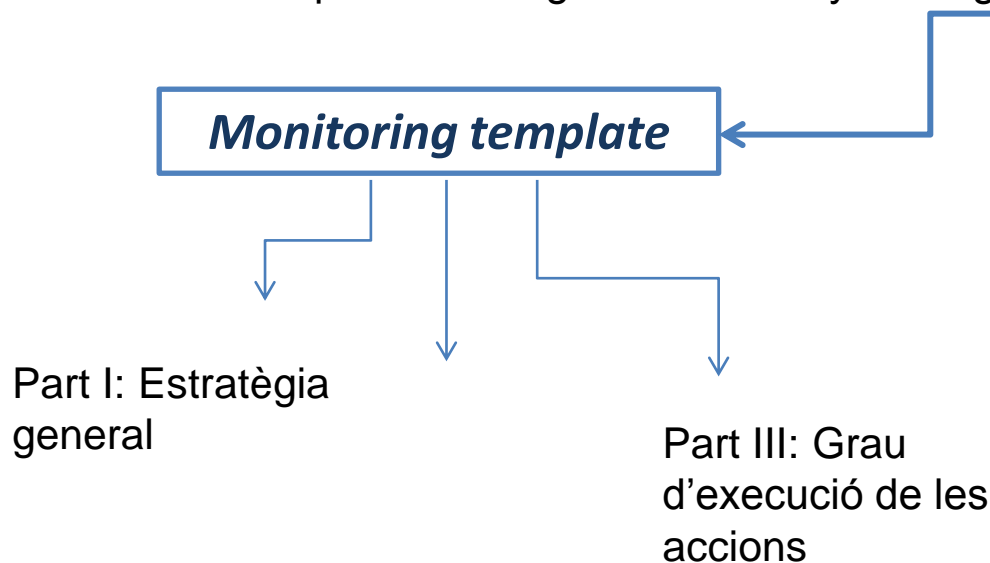 Monitoring template
Part I: Estratègia
general
Part III: Grau
d’execució de les
accions